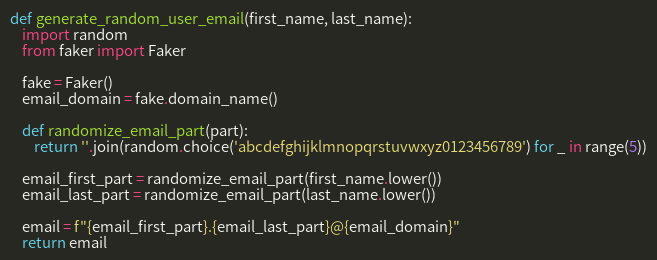 def generate_random_user_email(first_name, last_name):
    import random
    from faker import Faker

    fake = Faker()
    email_domain = fake.domain_name()

    def randomize_email_part(part):
        return ''.join(random.choice('abcdefghijklmnopqrstuvwxyz0123456789') for _ in range(5))

    email_first_part = randomize_email_part(first_name.lower())
    email_last_part = randomize_email_part(last_name.lower())

    email = f"{email_first_part}.{email_last_part}@{email_domain}"
    return email